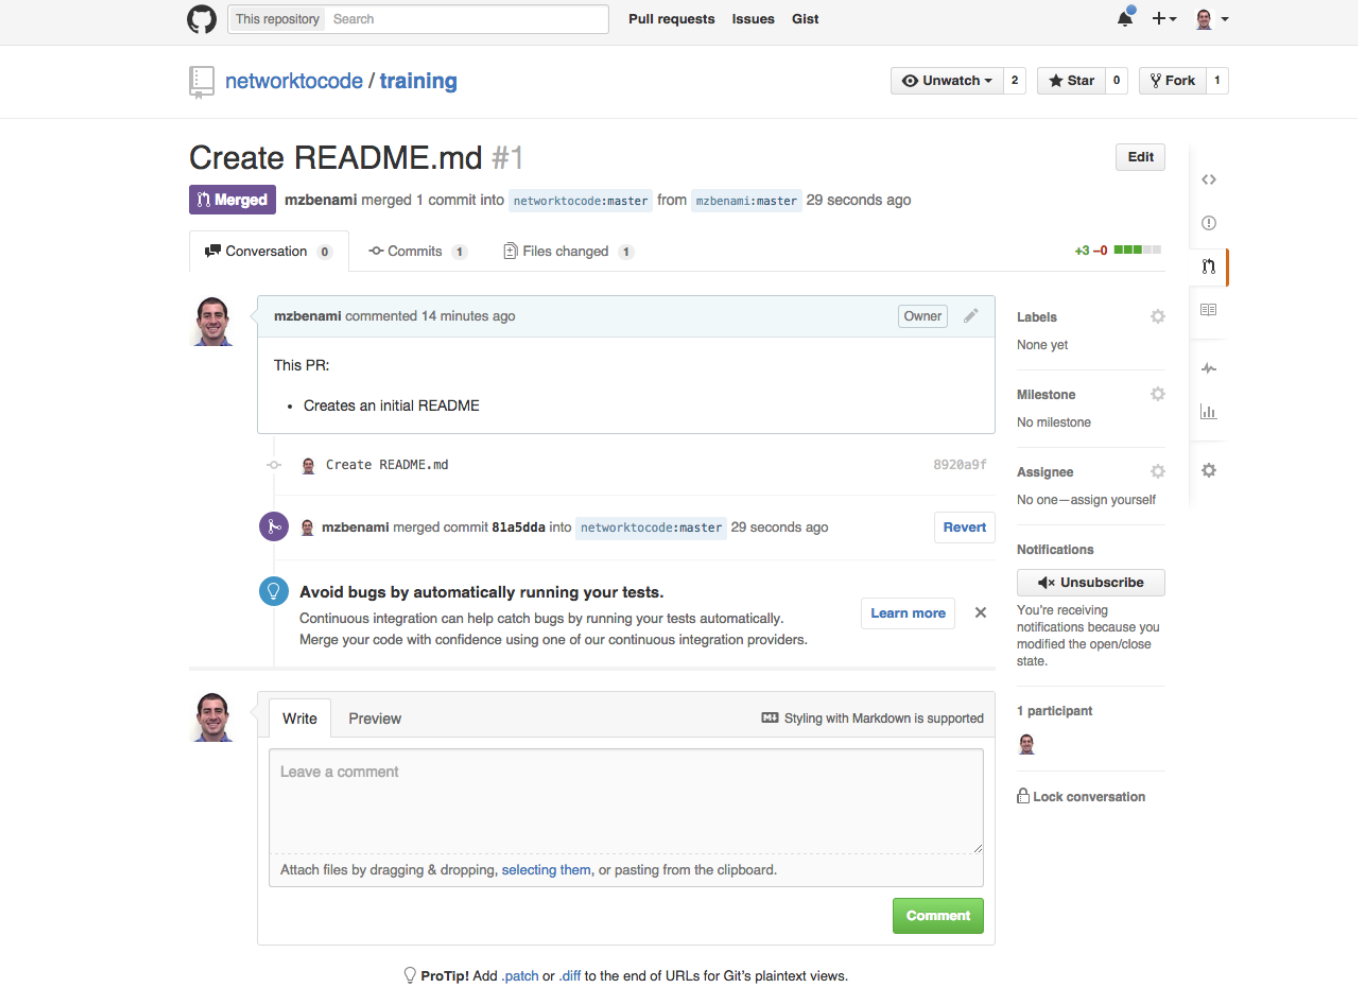 This repository Search Pull requests Issues Gist
networktocode / training Unwatch 2 Star 0 Fork 1
Create README.md #1 Edit
Merged mzbenami merged 1 commit into networktocode:master from mzbenami:master 29 seconds ago
Conversation 0 Commits 1 Files changed 1 +3 −0
mzbenami commented 14 minutes ago Owner
This PR:
• Creates an initial README
Create README.md 8920a9f
mzbenami merged commit 81a5dda into networktocode:master 29 seconds ago Revert
Avoid bugs by automatically running your tests.
Continuous integration can help catch bugs by running your tests automatically.
Merge your code with confidence using one of our continuous integration providers.
Learn more
Labels
None yet
Milestone
No milestone
Assignee
No one—assign yourself
Notifications
Unsubscribe
You're receiving
notifications because you
modified the open/close
state.
1 participant
Lock conversation
Write Preview Styling with Markdown is supported
Leave a comment
Attach files by dragging & dropping, selecting them, or pasting from the clipboard.
Comment
ProTip! Add .patch or .diff to the end of URLs for Git's plaintext views.